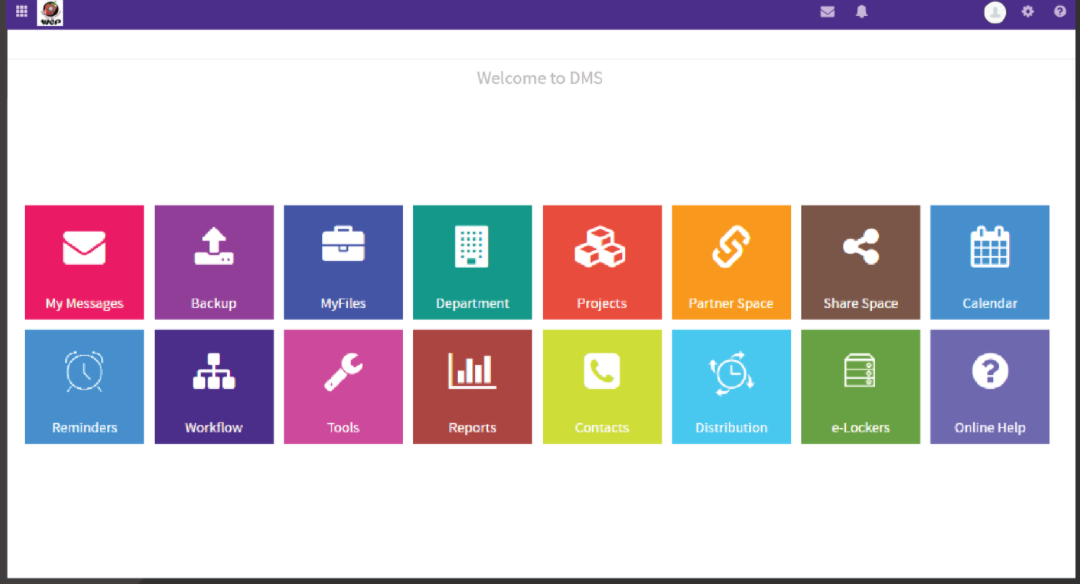 WeP
Welcome to DMS
My Messages
Backup
MyFiles
Department
Projects
Partner Space
Share Space
Calendar
Reminders
Workflow
Tools
Reports
Contacts
Distribution
e-Lockers
Online Help